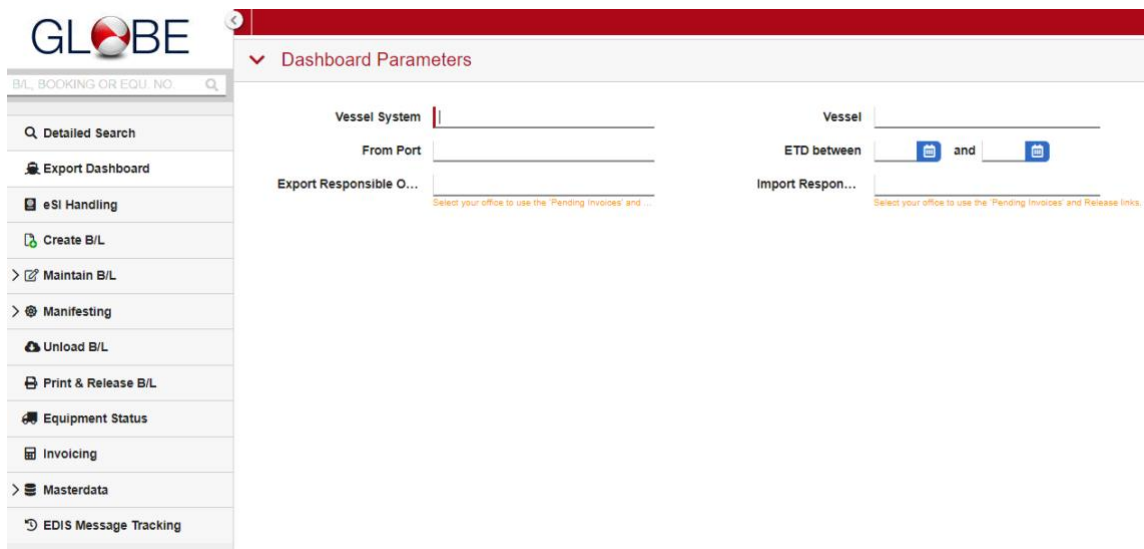 GLOBE
B/L, BOOKING OR EQU. NO.
Detailed Search
Export Dashboard
eSI Handling
Create B/L
Maintain B/L
Manifesting
Unload B/L
Print & Release B/L
Equipment Status
Invoicing
Masterdata
EDIS Message Tracking
Dashboard Parameters
Vessel System
Vessel
From Port
ETD between and
Export Responsible O...
Import Respon...
Select your office to use the 'Pending Invoices' and ...
Select your office to use the 'Pending Invoices' and Release links.